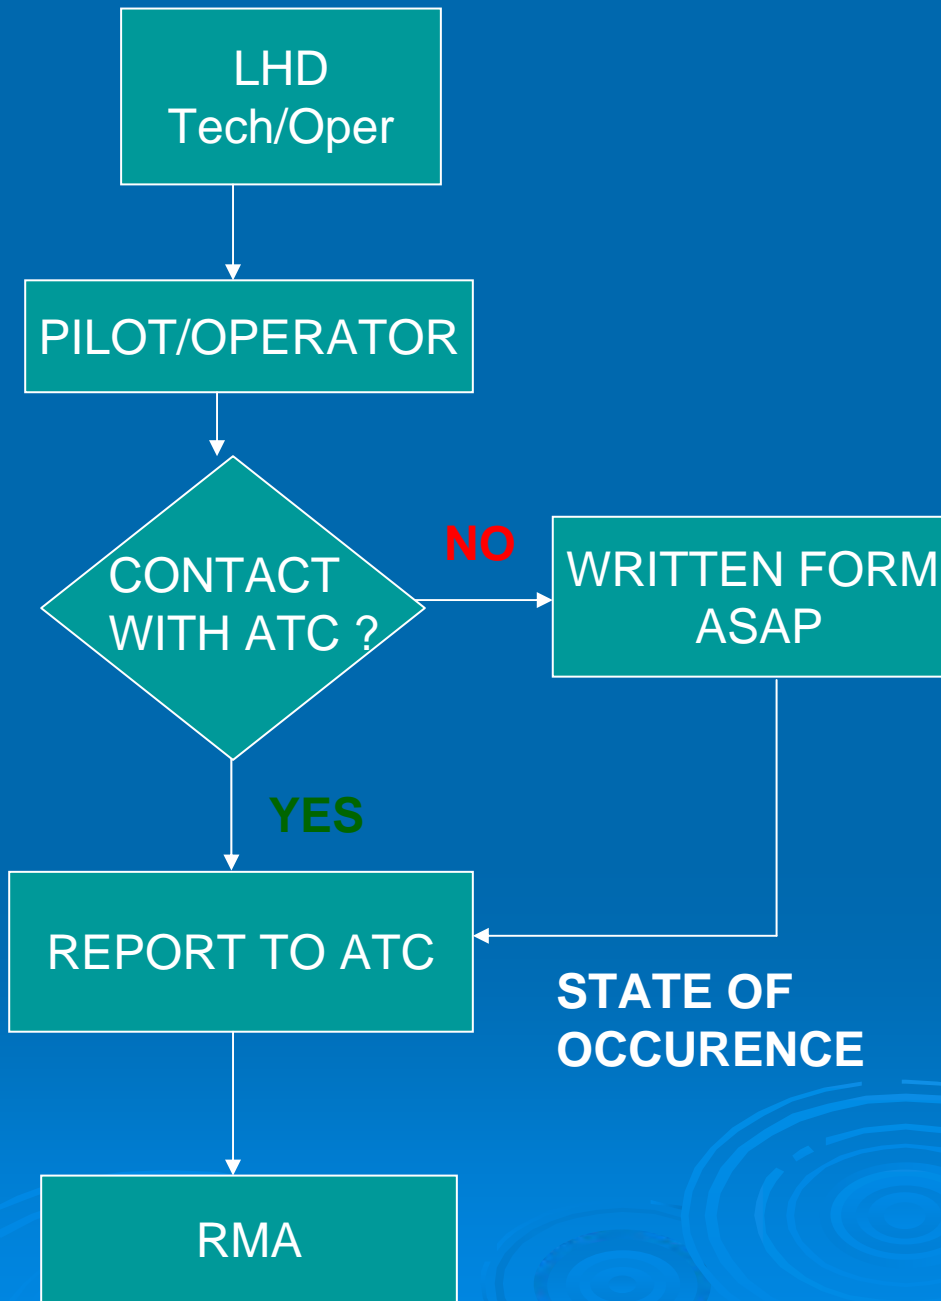 LHD
Tech/Oper
PILOT/OPERATOR
CONTACT
WITH ATC ?
NO
WRITTEN FORM
ASAP
YES
REPORT TO ATC
STATE OF
OCCURENCE
RMA